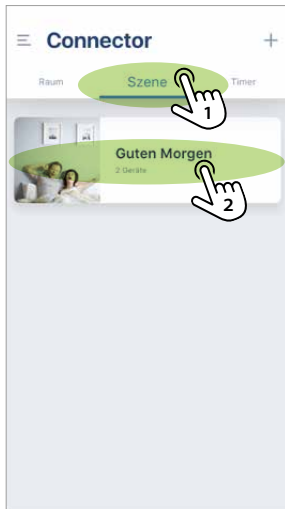 Connector
Raum Szene Timer
1
Guten Morgen
2 Geräte
2